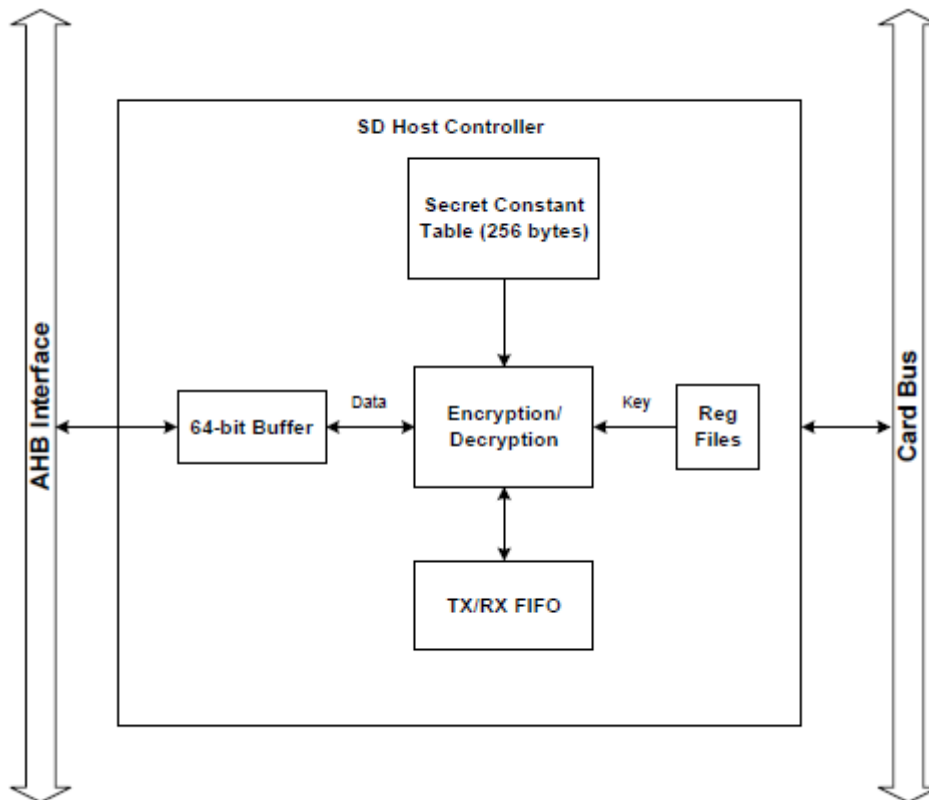 SD Host Controller
Secret Constant
Table (256 bytes)
AHB Interface
64-bit Buffer
Data
Encryption/
Decryption
Key
Reg
Files
Card Bus
TX/RX FIFO